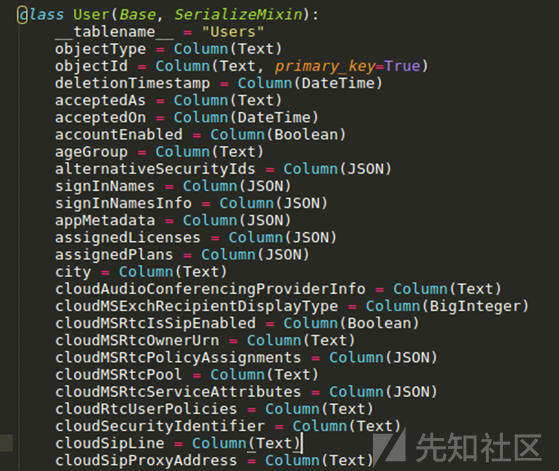 class User(Base, SerializeMixin):
    __tablename__ = "Users"
    objectType = Column(Text)
    objectId = Column(Text, primary_key=True)
    deletionTimestamp = Column(DateTime)
    acceptedAs = Column(Text)
    acceptedOn = Column(DateTime)
    accountEnabled = Column(Boolean)
    ageGroup = Column(Text)
    alternativeSecurityIds = Column(JSON)
    signInNames = Column(JSON)
    signInNamesInfo = Column(JSON)
    appMetadata = Column(JSON)
    assignedLicenses = Column(JSON)
    assignedPlans = Column(JSON)
    city = Column(Text)
    cloudAudioConferencingProviderInfo = Column(Text)
    cloudMSExchRecipientDisplayType = Column(BigInteger)
    cloudMSRtcIsSipEnabled = Column(Boolean)
    cloudMSRtcOwnerUrn = Column(Text)
    cloudMSRtcPolicyAssignments = Column(JSON)
    cloudMSRtcPool = Column(Text)
    cloudMSRtcServiceAttributes = Column(JSON)
    cloudRtcUserPolicies = Column(Text)
    cloudSecurityIdentifier = Column(Text)
    cloudSipLine = Column(Text)
    cloudSipProxyAddress = Column(Text)
先知社区